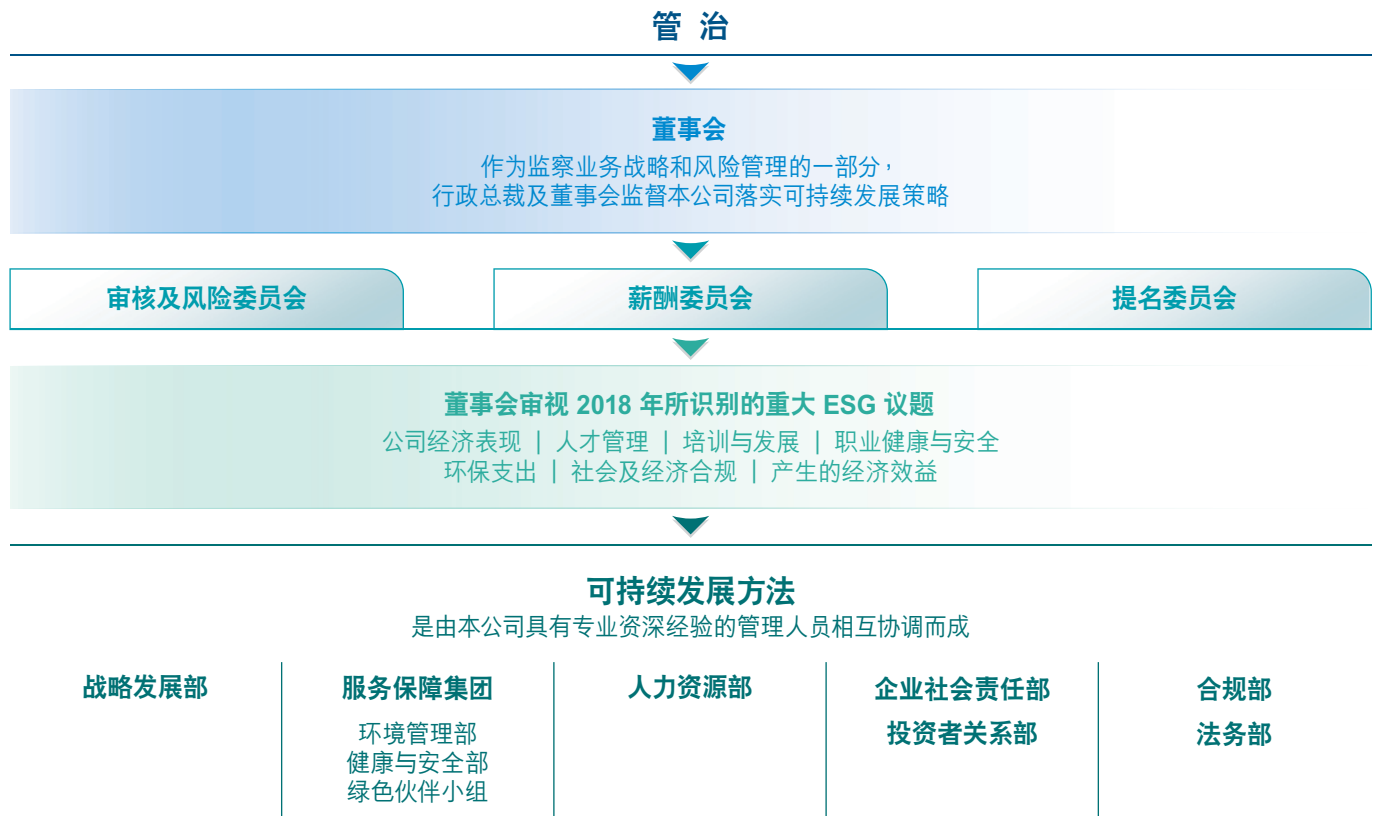 管 治
董事会
作为监察业务战略和风险管理的一部分，
行政总裁及董事会监督本公司落实可持续发展策略
审核及风险委员会
薪酬委员会
提名委员会
董事会审视 2018 年所识别的重大 ESG 议题
公司经济表现 | 人才管理 | 培训与发展 | 职业健康与安全
环保支出 | 社会及经济合规 | 产生的经济效益
可持续发展方法
是由本公司具有专业资深经验的管理人员相互协调而成
战略发展部
服务保障集团
环境管理部
健康与安全部
绿色伙伴小组
人力资源部
企业社会责任部
投资者关系部
合规部
法务部